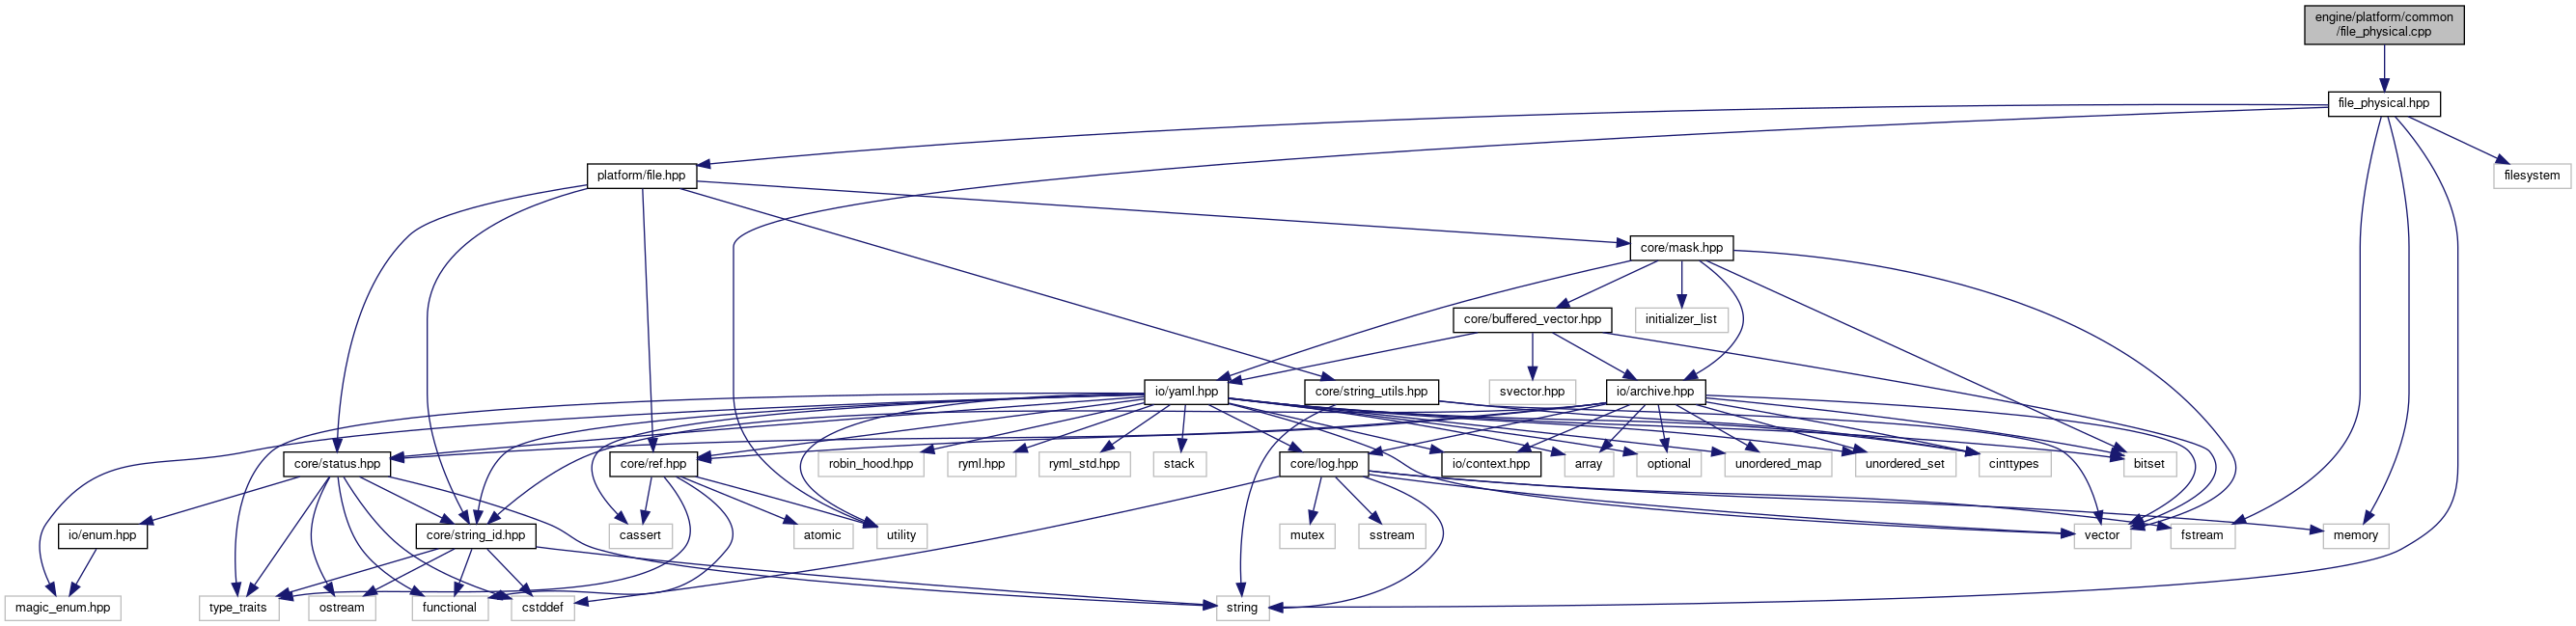 engine/platform/common
/file_physical.cpp
file_physical.hpp
platform/file.hpp
filesystem
core/mask.hpp
core/buffered_vector.hpp
initializer_list
io/yaml.hpp
core/string_utils.hpp
svector.hpp
io/archive.hpp
core/status.hpp
core/ref.hpp
robin_hood.hpp
ryml.hpp
ryml_std.hpp
stack
core/log.hpp
io/context.hpp
array
optional
unordered_map
unordered_set
cinttypes
bitset
io/enum.hpp
core/string_id.hpp
cassert
atomic
utility
mutex
sstream
vector
fstream
memory
magic_enum.hpp
type_traits
ostream
functional
cstddef
string